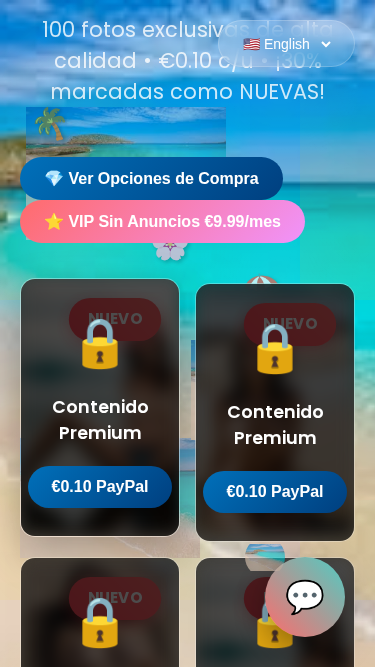 100 fotos exclusivas de alta
English
calidad • €0.10 c/u • ¡30%
marcadas como NUEVAS!
Ver Opciones de Compra
VIP Sin Anuncios €9.99/mes
NUEVO
NUEVO
Contenido
Premium
Contenido
Premium
€0.10 PayPal
€0.10 PayPal
NUEVO